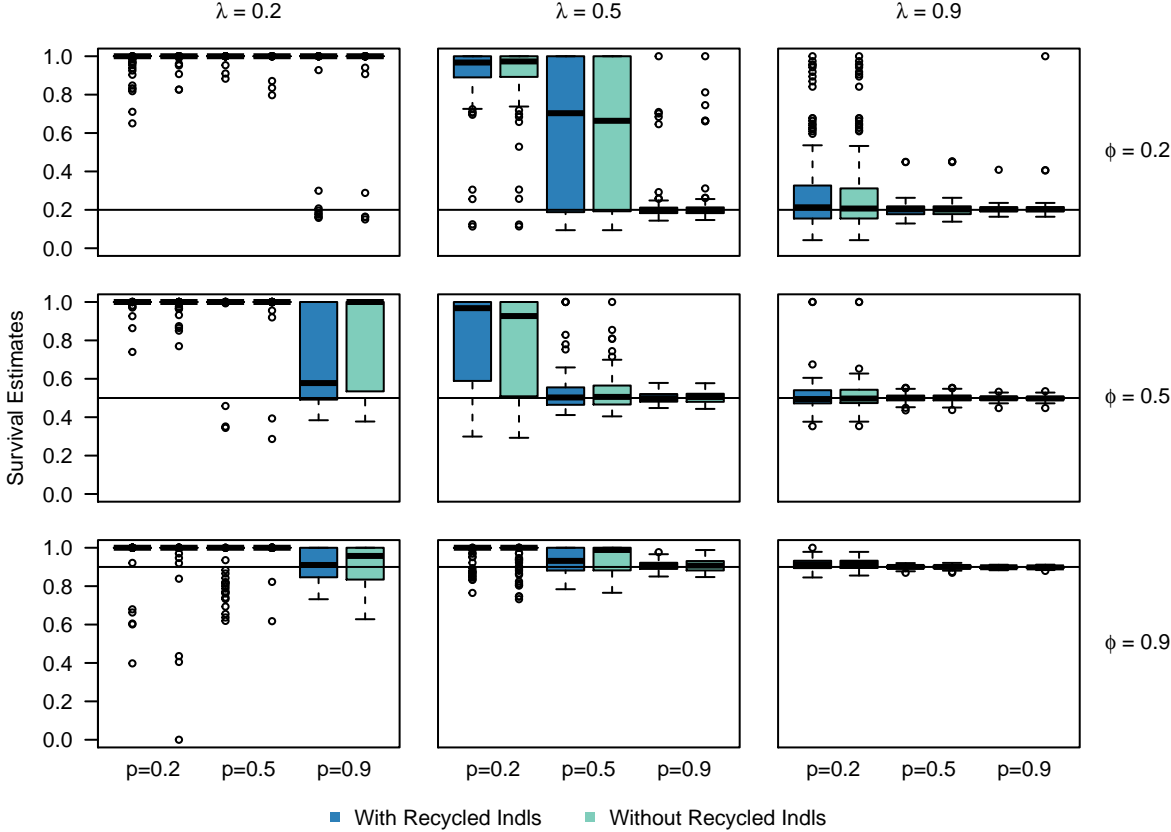 λ = 0.2 λ = 0.5 λ = 0.9
1.0
0.8
0.6
0.4
0.2
0.0
ϕ = 0.2
1.0
0.8
0.6
0.4
0.2
0.0
ϕ = 0.5
1.0
0.8
0.6
0.4
0.2
0.0
ϕ = 0.9
Survival Estimates
p=0.2 p=0.5 p=0.9 p=0.2 p=0.5 p=0.9 p=0.2 p=0.5 p=0.9
With Recycled Indls Without Recycled Indls